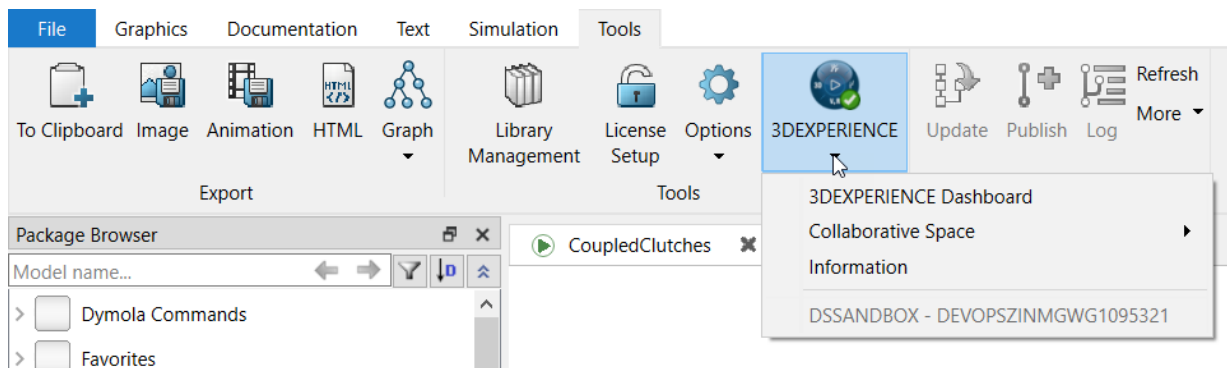 File Graphics Documentation Text Simulation Tools
HTML
</>
Refresh
More
To Clipboard Image Animation HTML Graph
Library Management
License Setup
Options
3DEXPERIENCE
Update Publish Log
Export
Tools
3DEXPERIENCE Dashboard
Collaborative Space
Information
DSSANDBOX - DEVOPSZINMGWG1095321
Package Browser
CoupledClutches
Model name...
D
Dymola Commands
Favorites